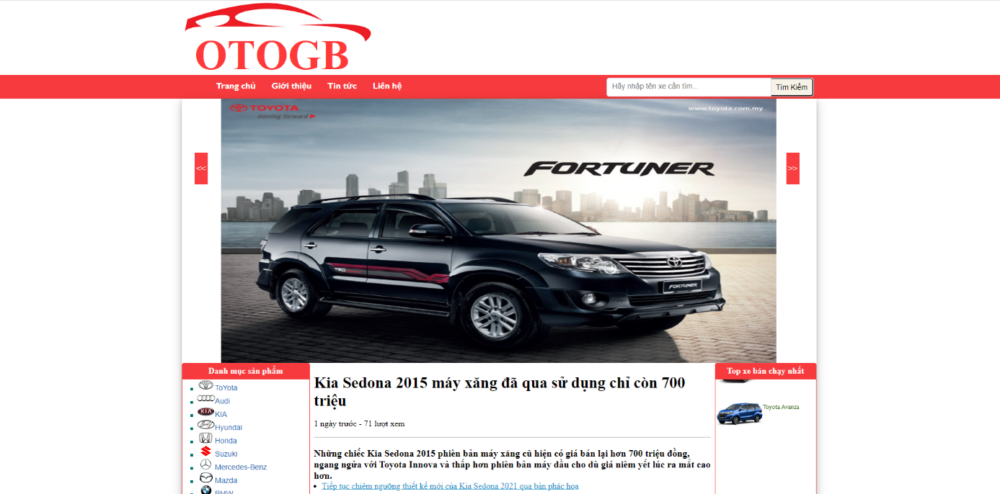 OTOGB
Trang chủ Giới thiệu Tin tức Liên hệ
Hãy nhập tên xe cần tìm... Tìm Kiếm
TOYOTA
moving forward
www.toyota.com.my
FORTUNER
<< >>
TRD
FORTUNER
Danh mục sản phẩm
ToYota
Audi
KIA KIA
Hyundai
Honda
Suzuki
Mercedes-Benz
Mazda
BMW
Kia Sedona 2015 máy xăng đã qua sử dụng chỉ còn 700
triệu
1 ngày trước - 71 lượt xem
Những chiếc Kia Sedona 2015 phiên bản máy xăng cũ hiện có giá bán lại hơn 700 triệu đồng,
ngang ngửa với Toyota Innova và thấp hơn phiên bản máy dầu cho dù giá niêm yết lúc ra mắt cao
hơn.
Tiếp tục chiêm ngưỡng thiết kế mới của Kia Sedona 2021 qua bản phác hoạ
Top xe bán chạy nhất
Toyota Avanza